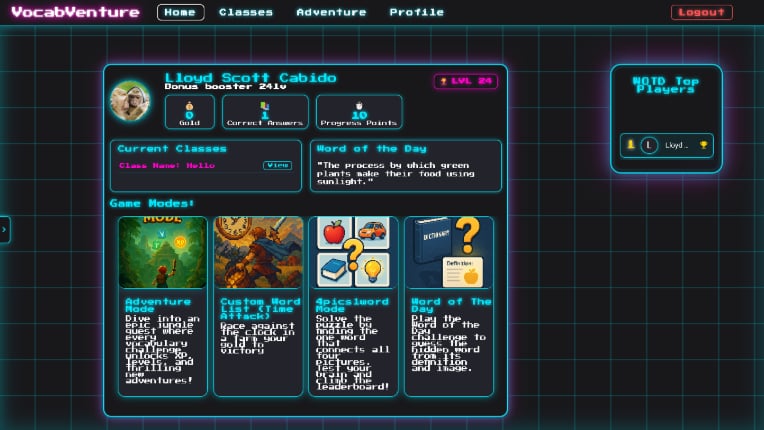 VocabVenture Home Classes Adventure Profile Logout
Lloyd Scott Cabido
Donus booster 24lv
LVL 24
0
Gold
1
Correct Answers
10
Progress Points
Current Classes
Class Name: Hello View
Word of the Day
"The process by which green
plants make their food using
sunlight."
Game Modes:
MODE
V
T
XP
Adventure
Mode
Dive into an
epic jungle
quest where
every
vocabulary
challenge
unlocks XP,
levels, and
thrilling
new
adventures!
Custom Word
List (Time
Attack)
Race against
the clock in
a farm your
gold to
victory
?
4pics1word
Mode
Solve the
puzzle by
finding the
one word
that
connects all
four
pictures.
Test your
brain and
climb the
leaderboard!
DICTIONARY
?
Definition:
Word of The
Day
Play the
Word of the
Day
challenge to
guess the
hidden word
from its
definition
and image.
WOTD Top
Players
L Lloyd ...